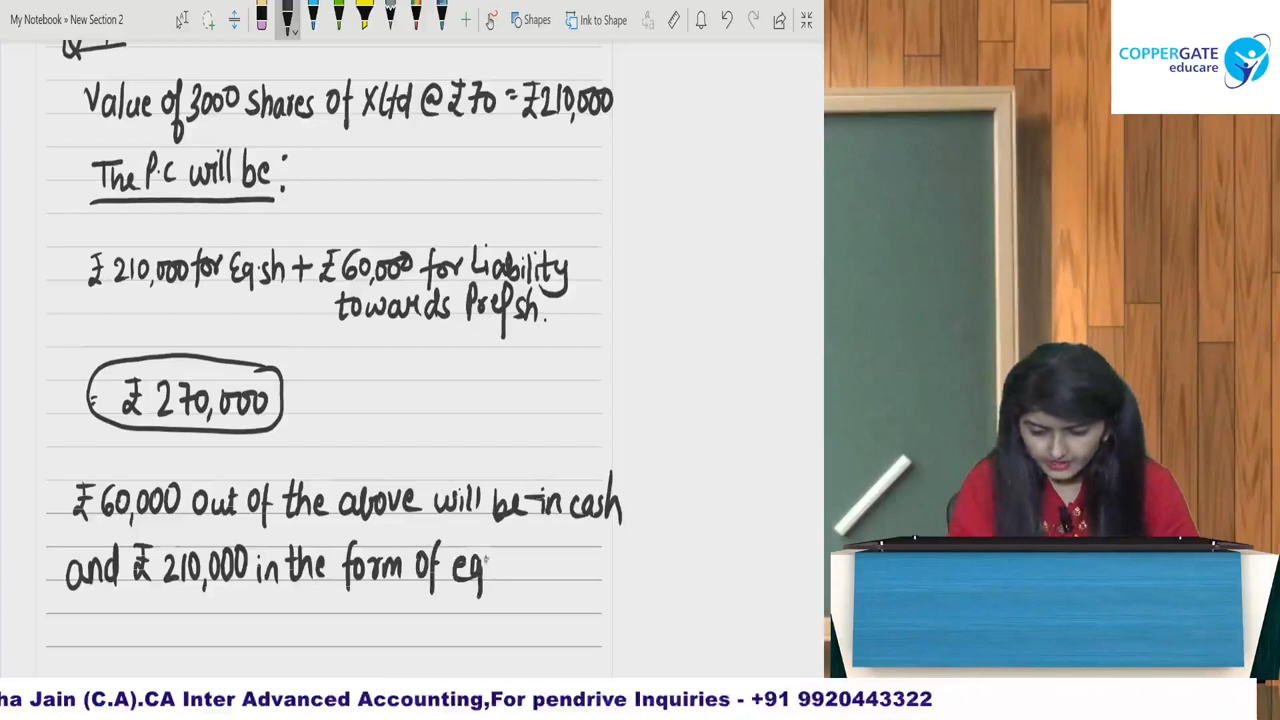 My Notebook » New Section 2
Shapes
Ink to Shape
COPPERGATE
educare
Value of 3000 shares of X Ltd @ ₹70 = ₹210,000
The P.C will be:
₹ 210,000 for Eq.sh + ₹ 60,000 for Liability
towards Pref sh.
= ₹ 270,000
₹ 60,000 out of the above will be in cash
and ₹ 210,000 in the form of eq
ha Jain (C.A).CA Inter Advanced Accounting,For pendrive Inquiries - +91 9920443322